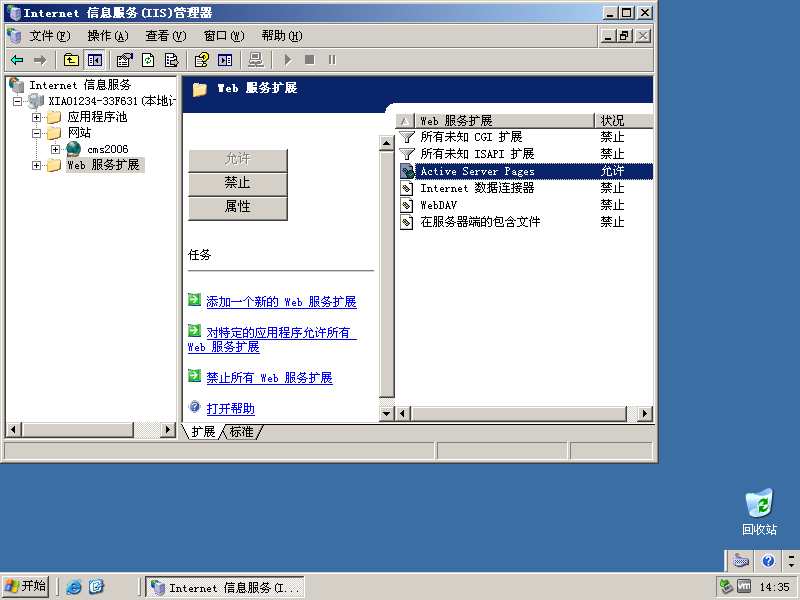 Internet 信息服务(IIS)管理器
文件(F) 操作(A) 查看(V) 窗口(W) 帮助(H)
Internet 信息服务
XIAO1234-33F631(本地计
应用程序池
网站
cms2006
Web 服务扩展
Web 服务扩展
允许
禁止
属性
任务
添加一个新的 Web 服务扩展
对特定的应用程序允许所有
Web 服务扩展
禁止所有 Web 服务扩展
打开帮助
Web 服务扩展 状况
所有未知 CGI 扩展 禁止
所有未知 ISAPI 扩展 禁止
Active Server Pages 允许
Internet 数据连接器 禁止
WebDAV 禁止
在服务器端的包含文件 禁止
扩展 标准
回收站
开始
Internet 信息服务(I...
vm
14:35